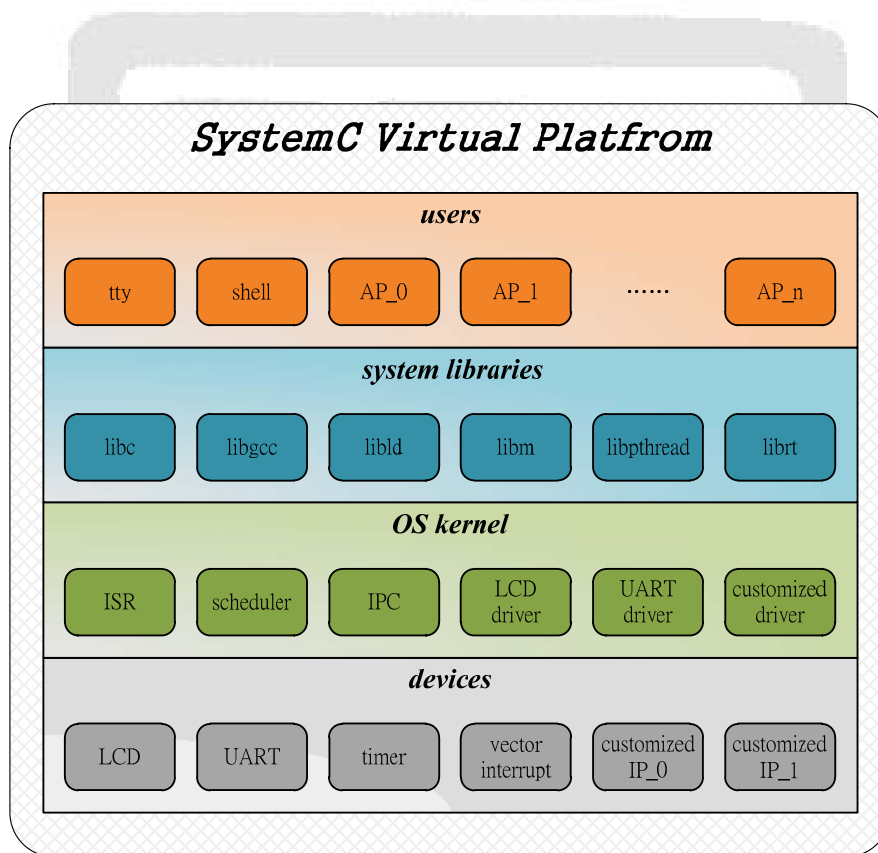 SystemC Virtual Platfrom
users
tty shell AP_0 AP_1 ...... AP_n
system libraries
libc libgcc libld libm libpthread librt
OS kernel
ISR scheduler IPC LCD driver UART driver customized driver
devices
LCD UART timer vector interrupt customized IP_0 customized IP_1